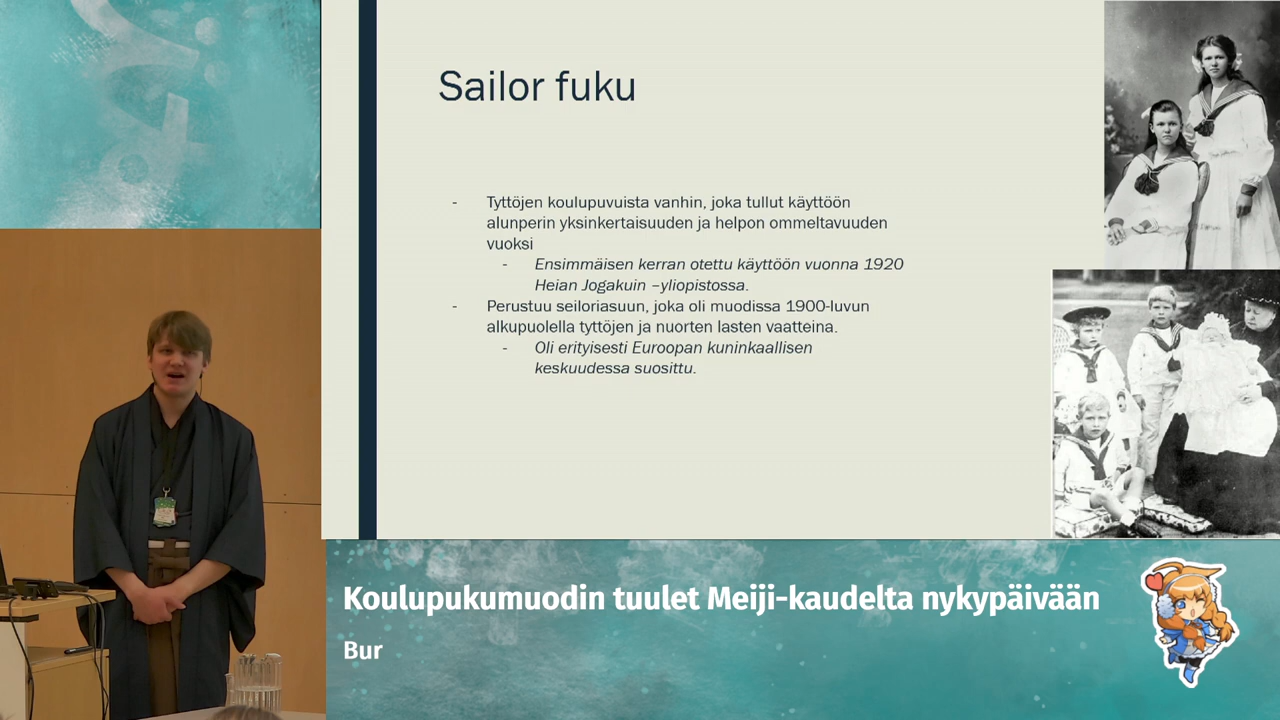 Sailor fuku
- Tyttöjen koulupuvuista vanhin, joka tullut käyttöön
alunperin yksinkertaisuuden ja helpon ommeltavuuden
vuoksi
- Ensimmäisen kerran otettu käyttöön vuonna 1920
Heian Jogakuin –yliopistossa.
- Perustuu seiloriasuun, joka oli muodissa 1900-luvun
alkupuolella tyttöjen ja nuorten lasten vaatteina.
- Oli erityisesti Euroopan kuninkaallisen
keskuudessa suosittu.
Koulupukumuodin tuulet Meiji-kaudelta nykypäivään
Bur